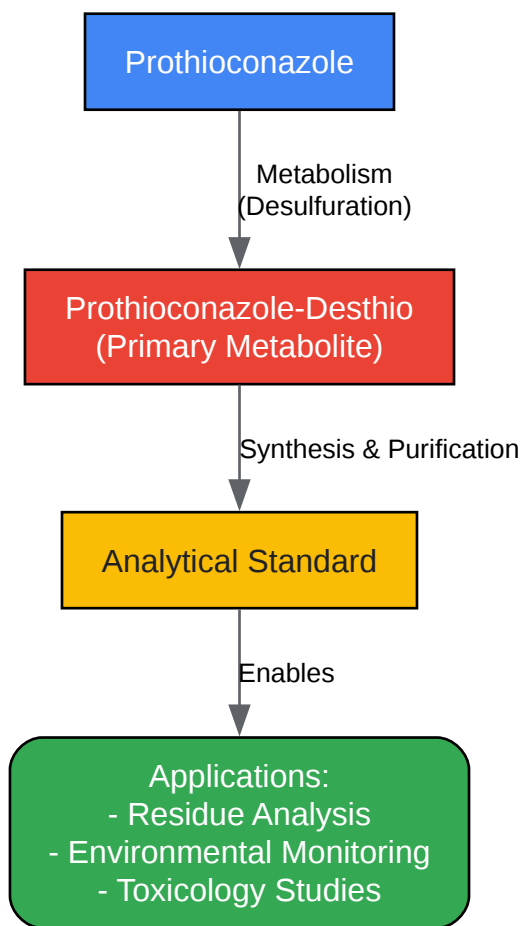 Prothioconazole
Metabolism
(Desulfuration)
Prothioconazole-Desthio
(Primary Metabolite)
Synthesis & Purification
Analytical Standard
Enables
Applications:
- Residue Analysis
- Environmental Monitoring
- Toxicology Studies